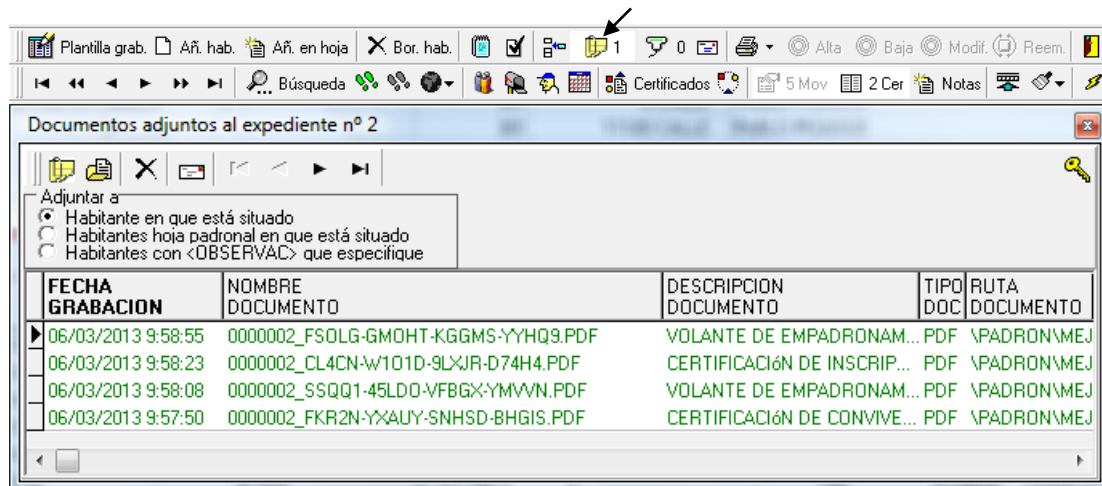 Plantilla grab. Añ. hab. Añ. en hoja Bor. hab. 1 0 Alta Baja Modif. Reem.
Búsqueda Certificados 5 Mov 2 Cer Notas
Documentos adjuntos al expediente nº 2
Adjuntar a
Habitante en que está situado
Habitantes hoja padronal en que está situado
Habitantes con <OBSERVAC> que especifique
FECHA NOMBRE DESCRIPCION TIPO RUTA
GRABACION DOCUMENTO DOCUMENTO DOC DOCUMENTO
06/03/2013 9:58:55 0000002_FSOLG-GMOHT-KGGMS-YYHQ9.PDF VOLANTE DE EMPADRONAM... PDF \PADRON\MEJ
06/03/2013 9:58:23 0000002_CL4CN-W1O1D-9LXJR-D74H4.PDF CERTIFICACIóN DE INSCRIP... PDF \PADRON\MEJ
06/03/2013 9:58:08 0000002_SSQQ1-45LDO-VFBGX-YMVVN.PDF VOLANTE DE EMPADRONAM... PDF \PADRON\MEJ
06/03/2013 9:57:50 0000002_FKR2N-YXAUY-SNHSD-BHGIS.PDF CERTIFICACIóN DE CONVIVE... PDF \PADRON\MEJ